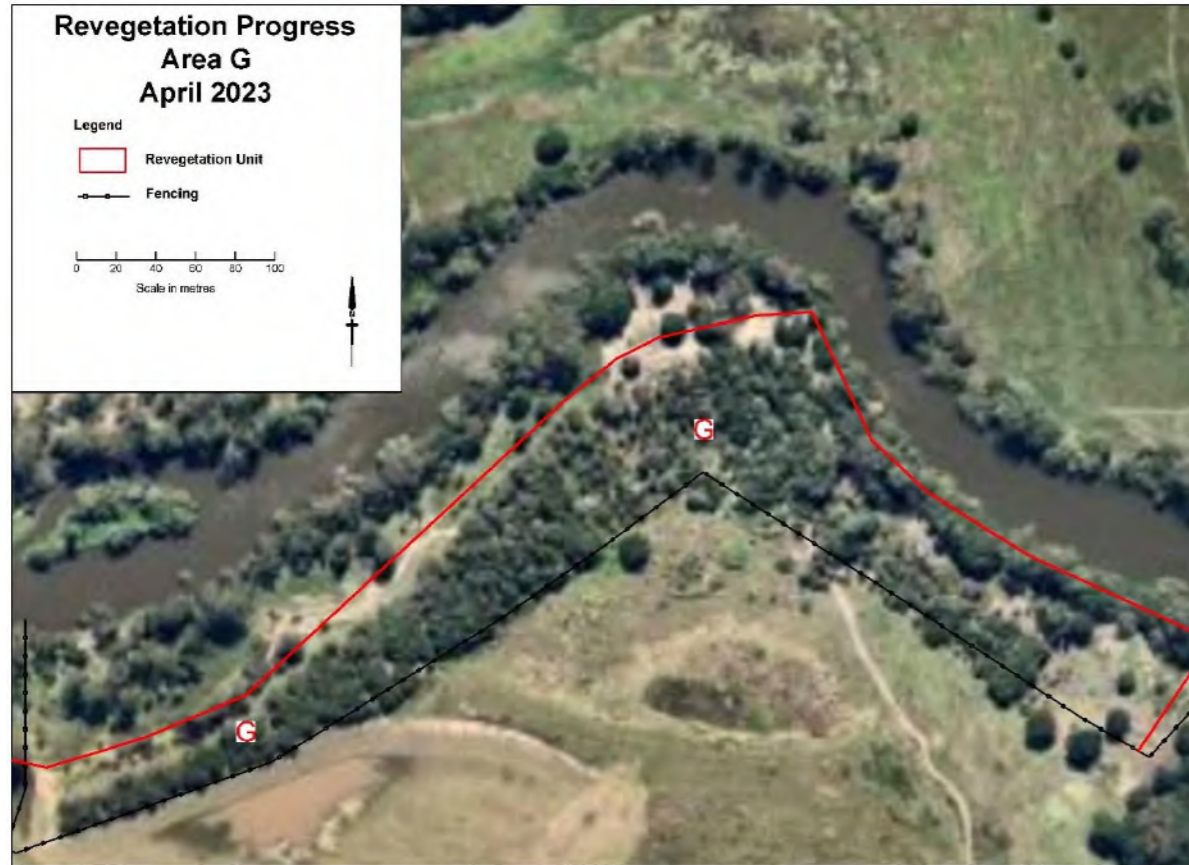 Revegetation Progress
Area G
April 2023
Legend
Revegetation Unit
Fencing
0 20 40 60 80 100
Scale in metres
G
G